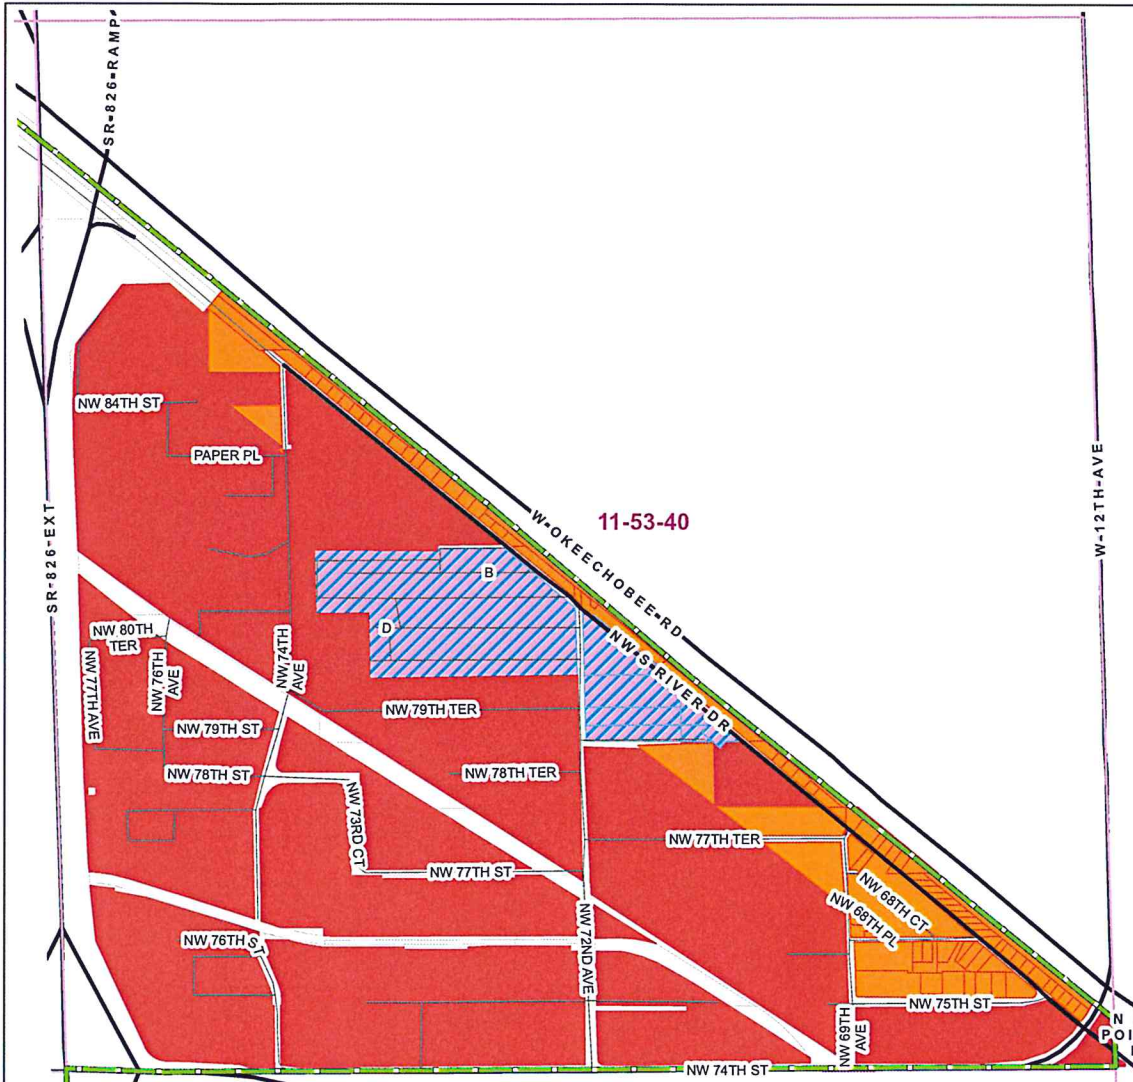 SR-826-RAMP
NW 84TH ST
PAPER PL
11-53-40
W-OKEECHOBEE-RD
W-12TH-AVE
SR-826-EXT
B
D
NW 80TH
TER
NW 74TH
AVE
NW-S-RIVER-DR
NW 77TH AVE
NW 76TH
AVE
NW 79TH TER
NW 79TH ST
NW 78TH ST
NW 78TH TER
NW 73RD CT
NW 77TH TER
NW 77TH ST
NW 68TH CT
NW 68TH PL
NW 76TH ST
NW 72ND AVE
NW 75TH ST
NW 69TH
AVE
N
POI
NW 74TH ST